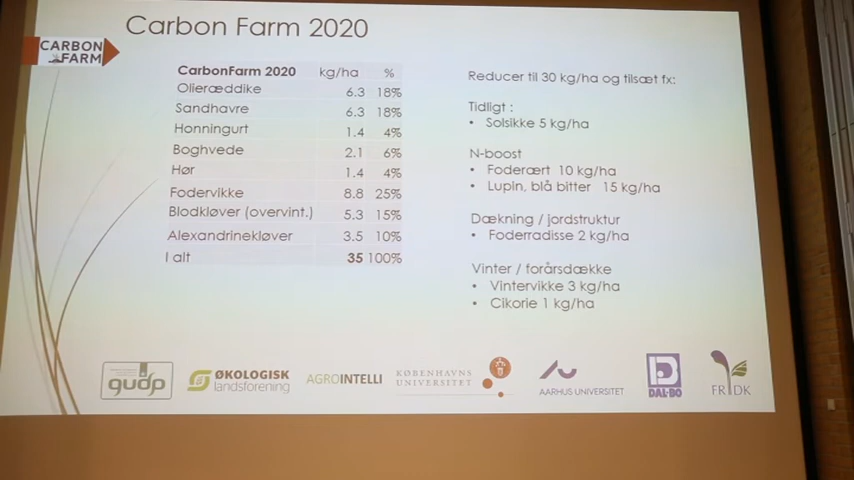 Carbon Farm 2020
CARBON
FARM
CarbonFarm 2020 kg/ha %
Olieræddike 6.3 18%
Sandhavre 6.3 18%
Honningurt 1.4 4%
Boghvede 2.1 6%
Hør 1.4 4%
Fodervikke 8.8 25%
Blodkløver (overvint.) 5.3 15%
Alexandrinekløver 3.5 10%
I alt 35 100%
Reducer til 30 kg/ha og tilsæt fx:
Tidligt :
• Solsikke 5 kg/ha
N-boost
• Foderært 10 kg/ha
• Lupin, blå bitter 15 kg/ha
Dækning / jordstruktur
• Foderradisse 2 kg/ha
Vinter / forårsdække
• Vintervikke 3 kg/ha
• Cikorie 1 kg/ha
gudp
ØKOLOGISK
landsforening
AGROINTELLI
KØBENHAVNS
UNIVERSITET
AARHUS UNIVERSITET
DAL-BO
FRDK